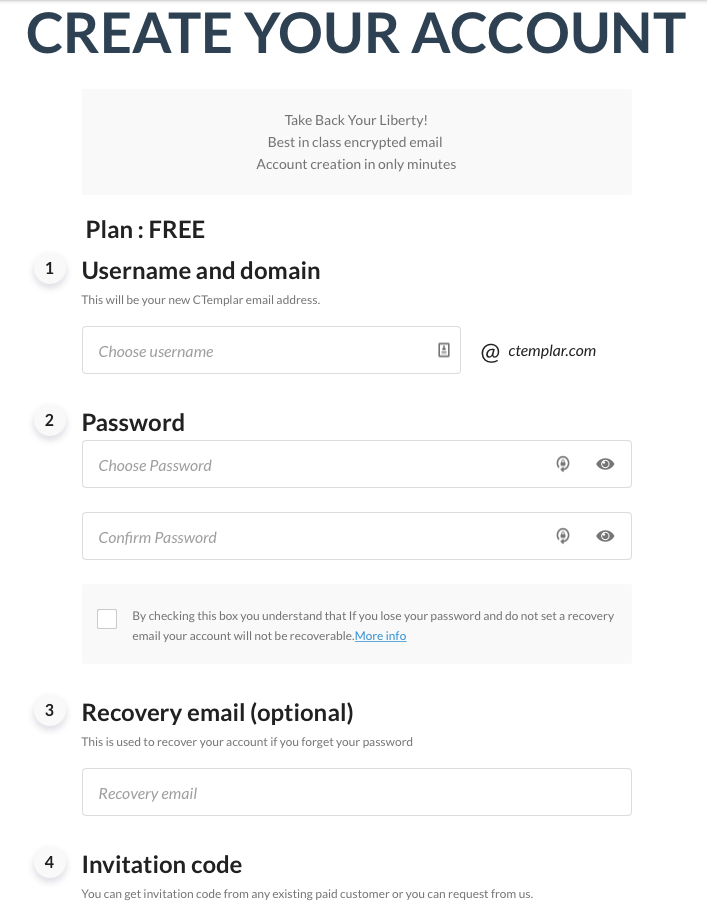 CREATE YOUR ACCOUNT
Take Back Your Liberty!
Best in class encrypted email
Account creation in only minutes
Plan : FREE
1
Username and domain
This will be your new CTemplar email address.
Choose username
@ ctemplar.com
2
Password
Choose Password
Confirm Password
By checking this box you understand that If you lose your password and do not set a recovery
email your account will not be recoverable.More info
3
Recovery email (optional)
This is used to recover your account if you forget your password
Recovery email
4
Invitation code
You can get invitation code from any existing paid customer or you can request from us.